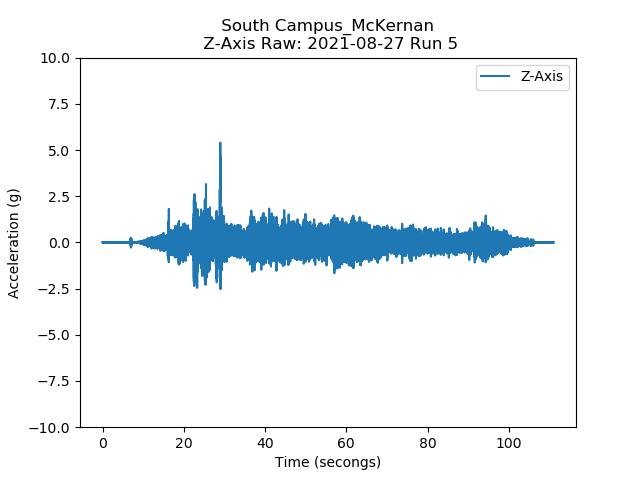 South Campus_McKernan
Z-Axis Raw: 2021-08-27 Run 5
Z-Axis
Acceleration (g)
10.0
7.5
5.0
2.5
0.0
−2.5
−5.0
−7.5
−10.0
0 20 40 60 80 100
Time (secongs)